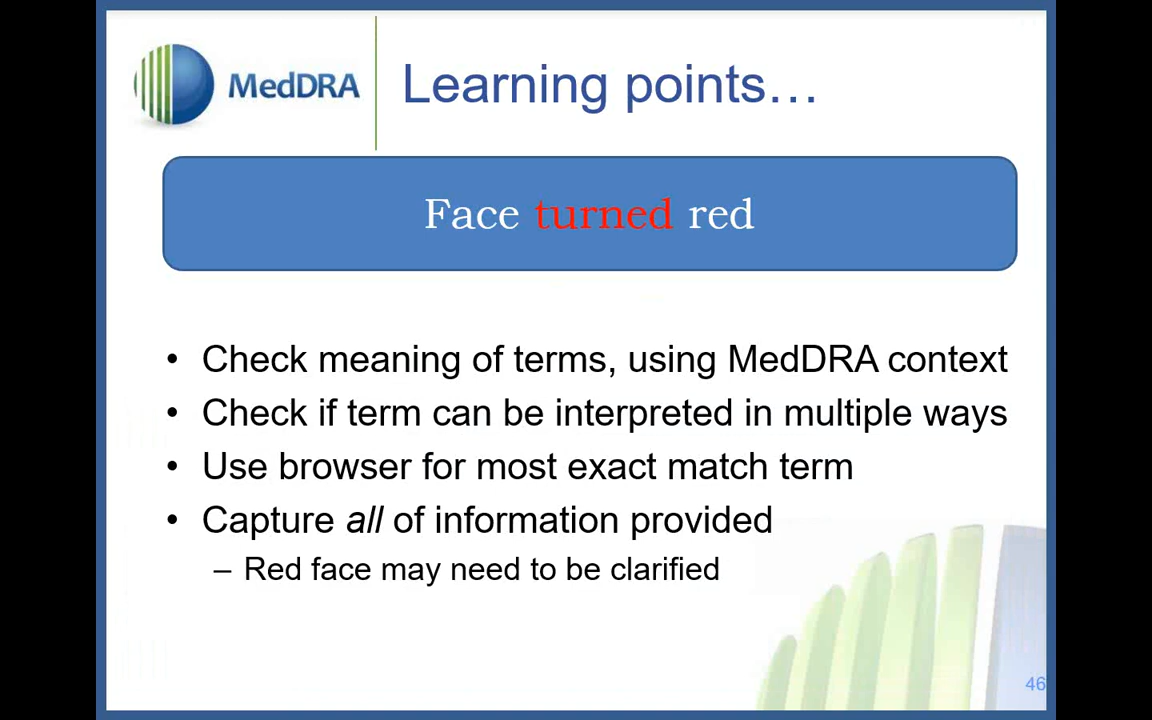 MedDRA
Learning points…
Face turned red
• Check meaning of terms, using MedDRA context
• Check if term can be interpreted in multiple ways
• Use browser for most exact match term
• Capture all of information provided
– Red face may need to be clarified
46